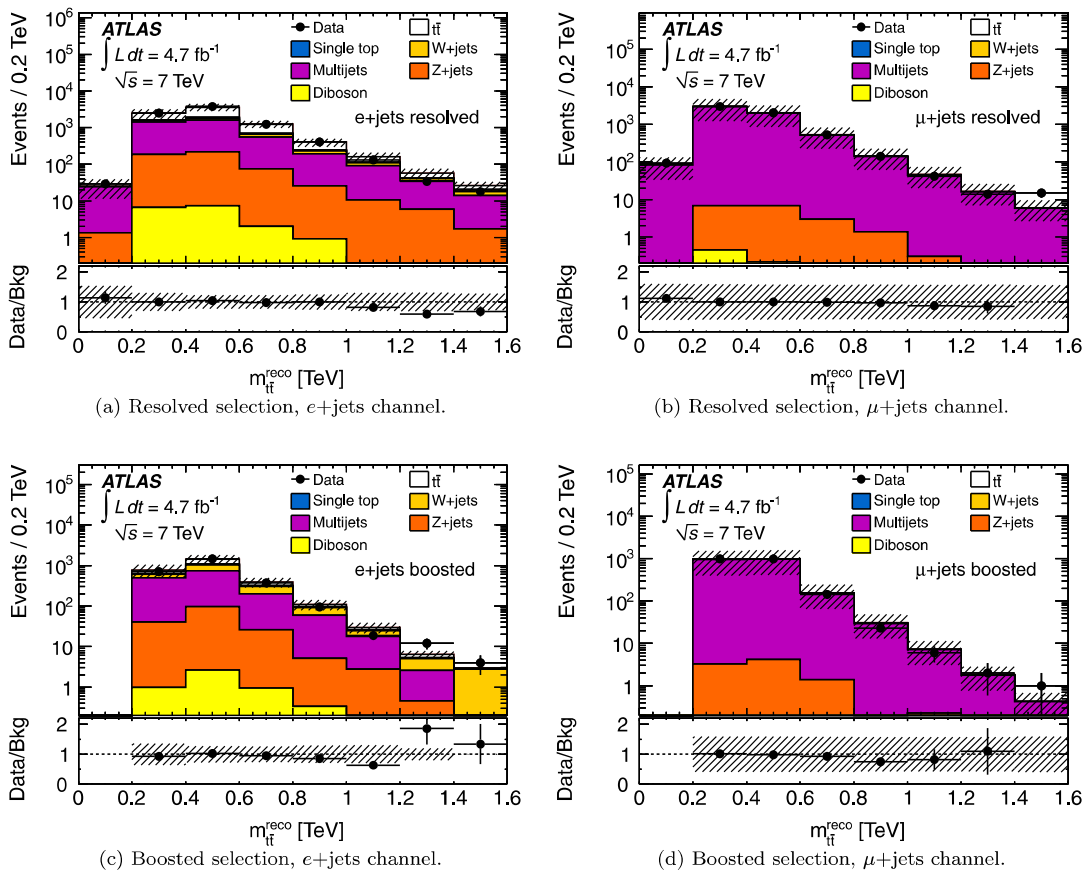 ATLAS
∫ L dt = 4.7 fb⁻¹
√s = 7 TeV
Data
tt̄
Single top
W+jets
Multijets
Z+jets
Diboson
e+jets resolved
Events / 0.2 TeV
10⁶
10⁵
10⁴
10³
10²
10
1
Data/Bkg
2
1
0
0 0.2 0.4 0.6 0.8 1 1.2 1.4 1.6
m_tt̄^reco [TeV]
(a) Resolved selection, e+jets channel.
ATLAS
∫ L dt = 4.7 fb⁻¹
√s = 7 TeV
Data
tt̄
Single top
W+jets
Multijets
Z+jets
Diboson
μ+jets resolved
Events / 0.2 TeV
10⁵
10⁴
10³
10²
10
1
Data/Bkg
2
1
0
0 0.2 0.4 0.6 0.8 1 1.2 1.4 1.6
m_tt̄^reco [TeV]
(b) Resolved selection, μ+jets channel.
ATLAS
∫ L dt = 4.7 fb⁻¹
√s = 7 TeV
Data
tt̄
Single top
W+jets
Multijets
Z+jets
Diboson
e+jets boosted
Events / 0.2 TeV
10⁵
10⁴
10³
10²
10
1
Data/Bkg
2
1
0
0 0.2 0.4 0.6 0.8 1 1.2 1.4 1.6
m_tt̄^reco [TeV]
(c) Boosted selection, e+jets channel.
ATLAS
∫ L dt = 4.7 fb⁻¹
√s = 7 TeV
Data
tt̄
Single top
W+jets
Multijets
Z+jets
Diboson
μ+jets boosted
Events / 0.2 TeV
10⁵
10⁴
10³
10²
10
1
Data/Bkg
2
1
0
0 0.2 0.4 0.6 0.8 1 1.2 1.4 1.6
m_tt̄^reco [TeV]
(d) Boosted selection, μ+jets channel.